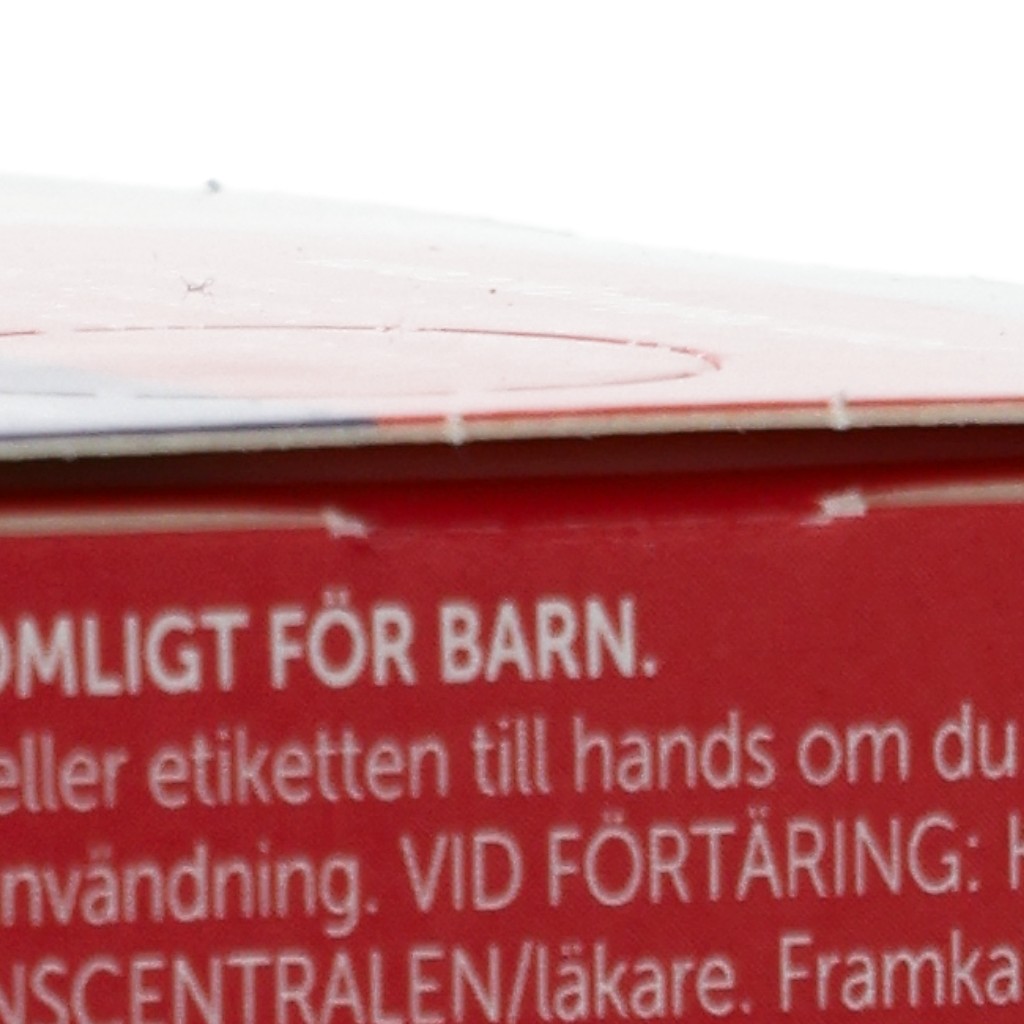 OMLIGT FÖR BARN.
eller etiketten till hands om du
nvändning. VID FÖRTÄRING: H
NSCENTRALEN/läkare. Framka